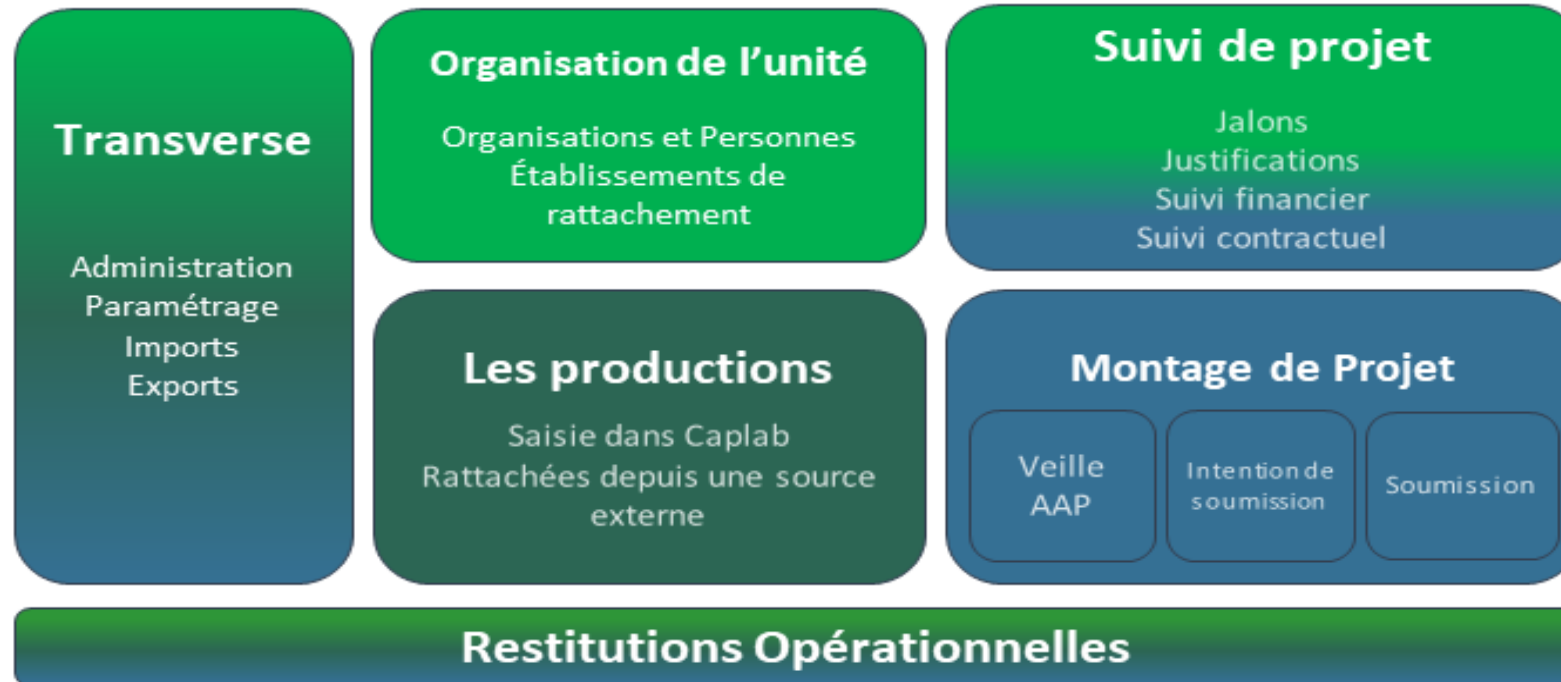 Transverse
Administration
Paramétrage
Imports
Exports
Organisation de l’unité
Organisations et Personnes
Établissements de
rattachement
Suivi de projet
Jalons
Justifications
Suivi financier
Suivi contractuel
Les productions
Saisie dans Caplab
Rattachées depuis une source
externe
Montage de Projet
Veille
AAP
Intention de
soumission
Soumission
Restitutions Opérationnelles